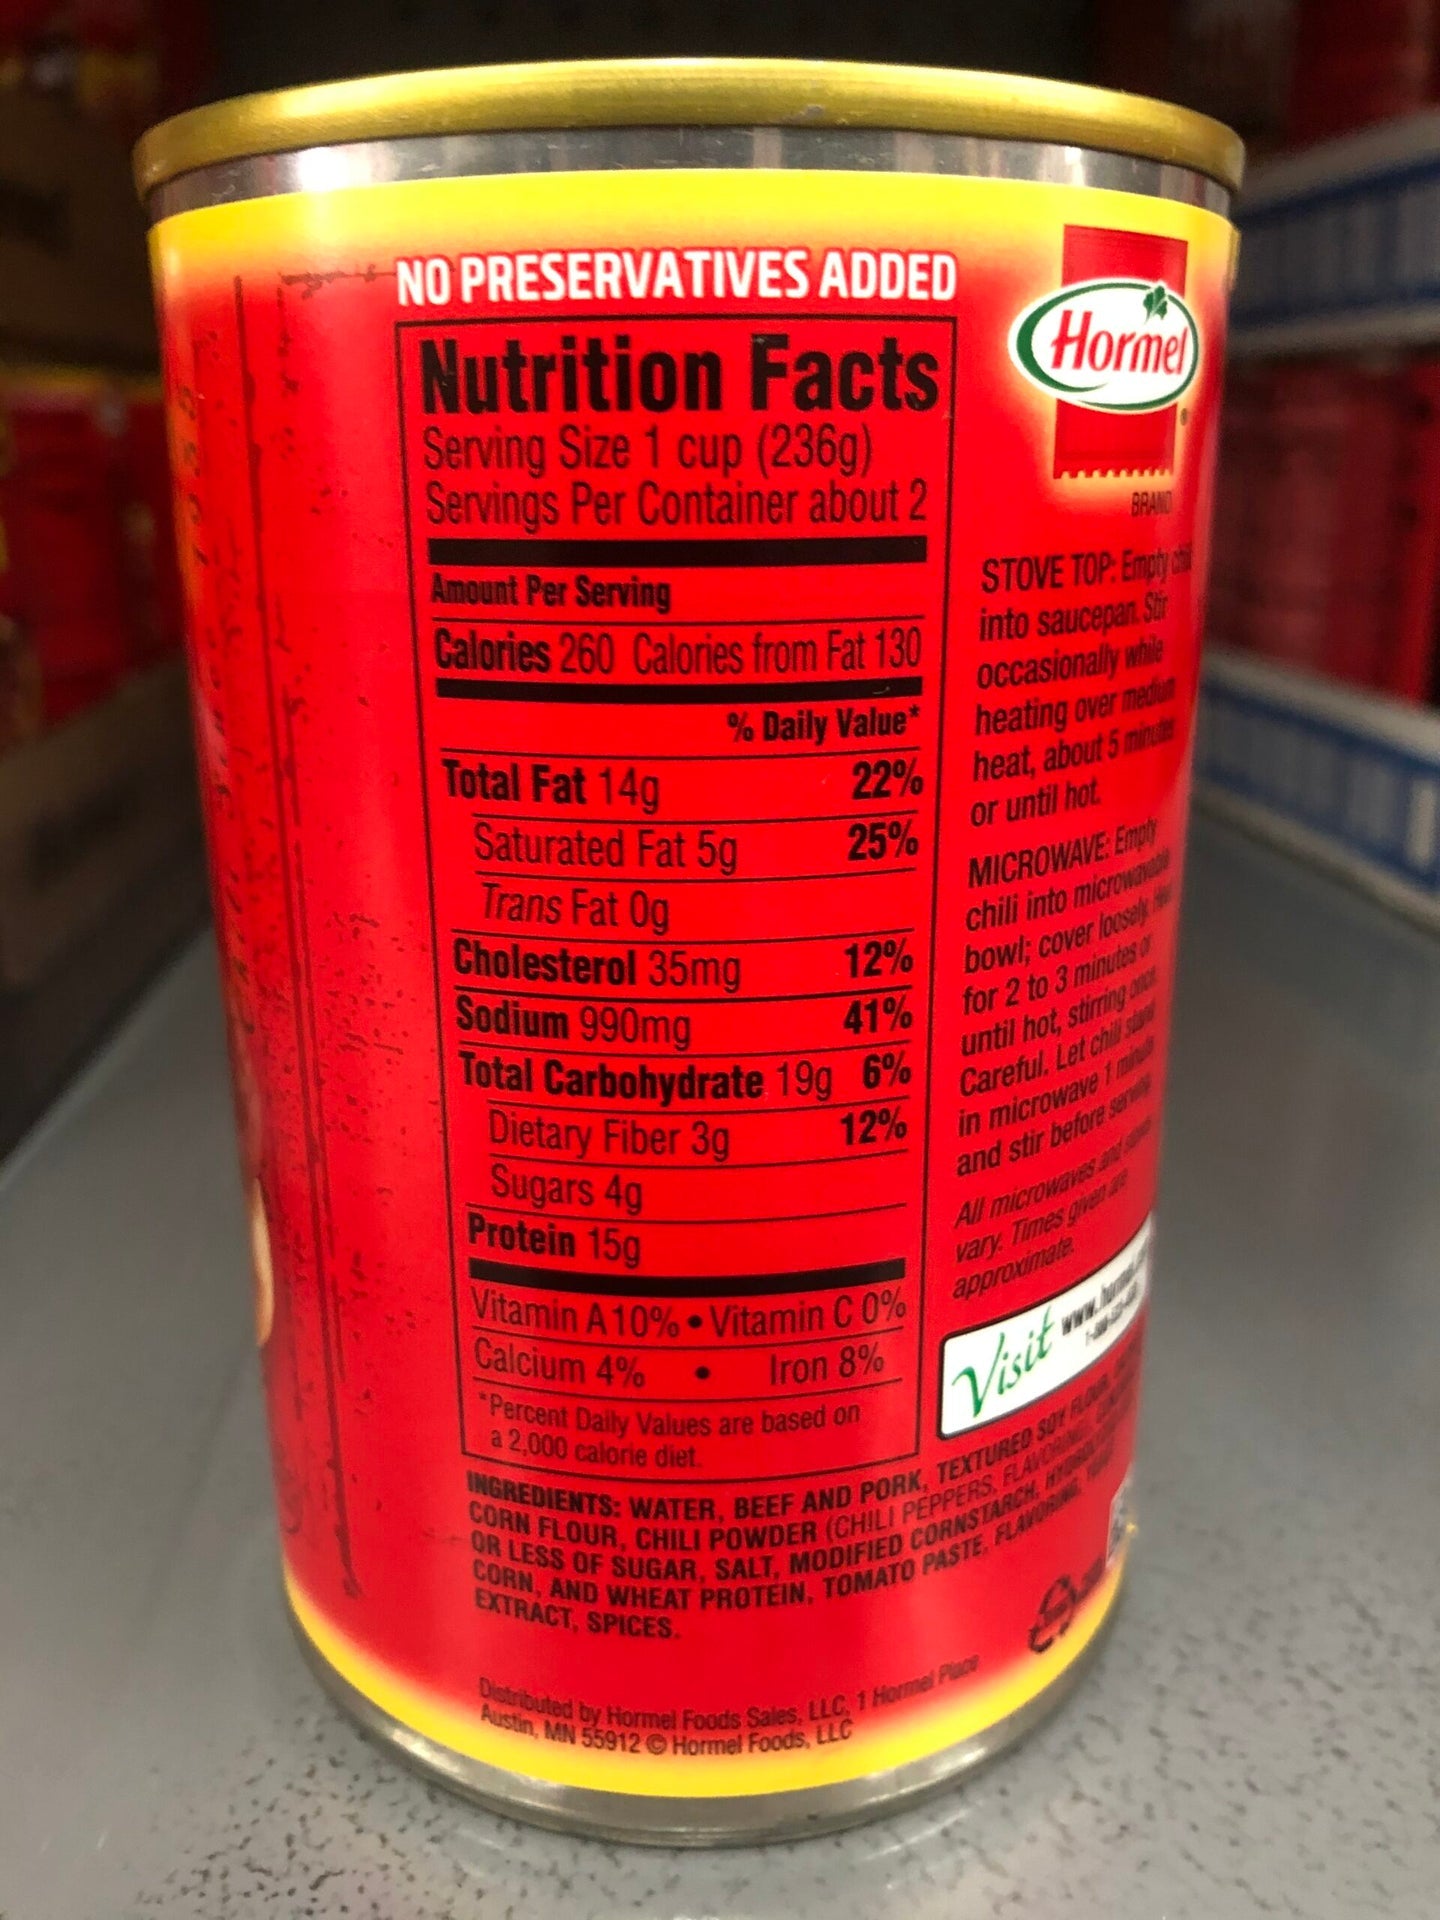 NO PRESERVATIVES ADDED
Nutrition Facts
Serving Size 1 cup (236g)
Servings Per Container about 2
Amount Per Serving
Calories 260 Calories from Fat 130
% Daily Value*
Total Fat 14g 22%
Saturated Fat 5g 25%
Trans Fat 0g
Cholesterol 35mg 12%
Sodium 990mg 41%
Total Carbohydrate 19g 6%
Dietary Fiber 3g 12%
Sugars 4g
Protein 15g
Vitamin A 10% • Vitamin C 0%
Calcium 4% • Iron 8%
*Percent Daily Values are based on
a 2,000 calorie diet.
INGREDIENTS: WATER, BEEF AND PORK, TEXTURED SOY FLOUR,
CORN FLOUR, CHILI POWDER (CHILI PEPPERS, FLAVORING),
OR LESS OF SUGAR, SALT, MODIFIED CORNSTARCH,
CORN, AND WHEAT PROTEIN, TOMATO PASTE, FLAVORING,
EXTRACT, SPICES.
Distributed by Hormel Foods Sales, LLC, 1 Hormel Place
Austin, MN 55912 © Hormel Foods, LLC
Hormel
®
BRAND
STOVE TOP: Empty
into saucepan. Stir
occasionally while
heating over medium
heat, about 5 minutes
or until hot.
MICROWAVE: Empty
chili into microwavable
bowl; cover loosely.
for 2 to 3 minutes or
until hot, stirring once.
Careful. Let chili stand
in microwave 1 minute
and stir before serving.
All microwaves and
vary. Times given are
approximate.
Visit